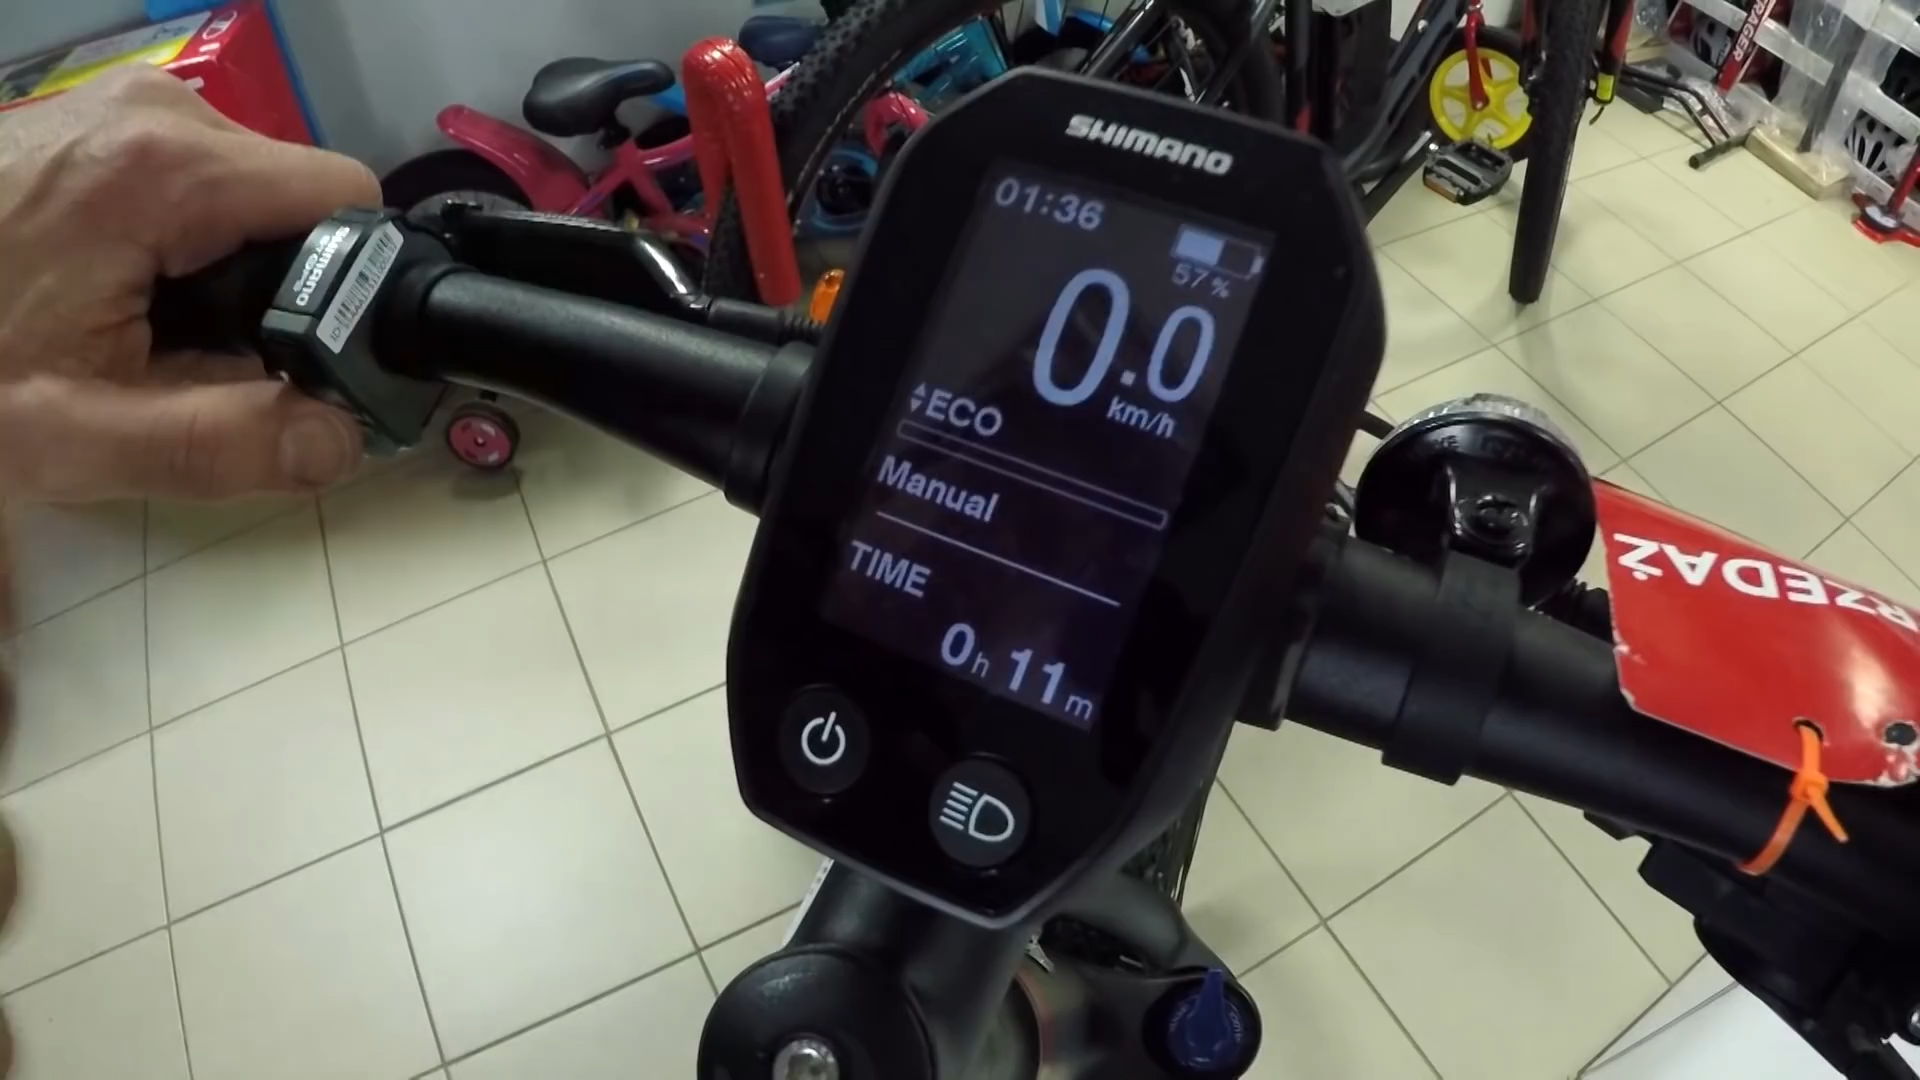 SHIMANO
01:36
57%
0.0
km/h
ECO
Manual
TIME
0h 11m
SHIMANO
RZEDAŻ